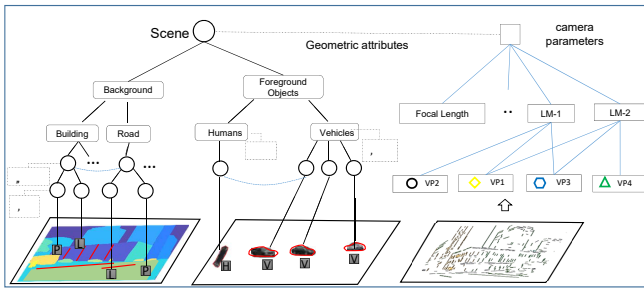 Scene
Geometric attributes
camera
parameters
Background
Foreground
Objects
Focal Length
..
LM-1
LM-2
Building
Road
Humans
Vehicles
...
...
,
VP2
VP1
VP3
VP4
,
P
L
L
P
H
V
V
V